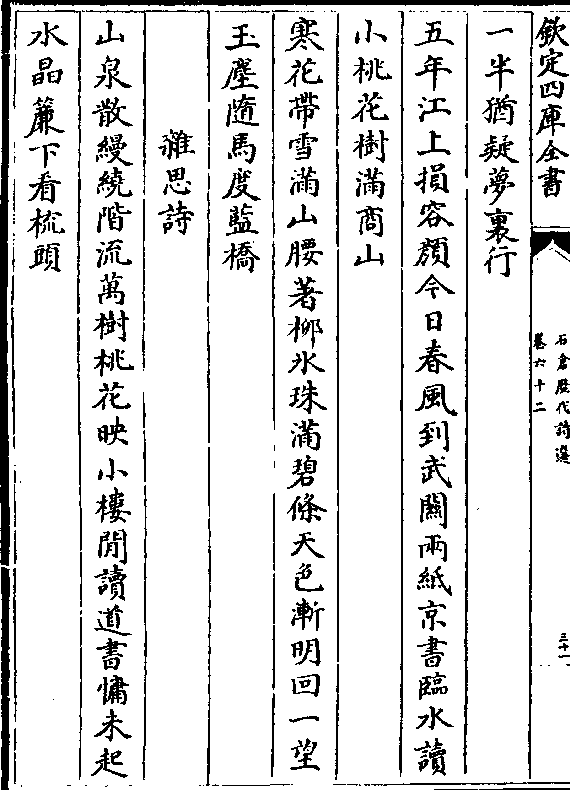 欽定四庫全書
石倉歷代詩選
卷六十二
三十一
一半猶疑夢裏行
五年江上損容顔今日春風到武關兩紙京書臨水讀
小桃花樹滿商山
寒花帶雪滿山腰著柳氷珠滿碧條天色漸明回一望
玉塵隨馬度藍橋
雜思詩
山泉散縵繞階流萬樹桃花映小樓閒讀道書慵未起
水晶簾下看梳頭